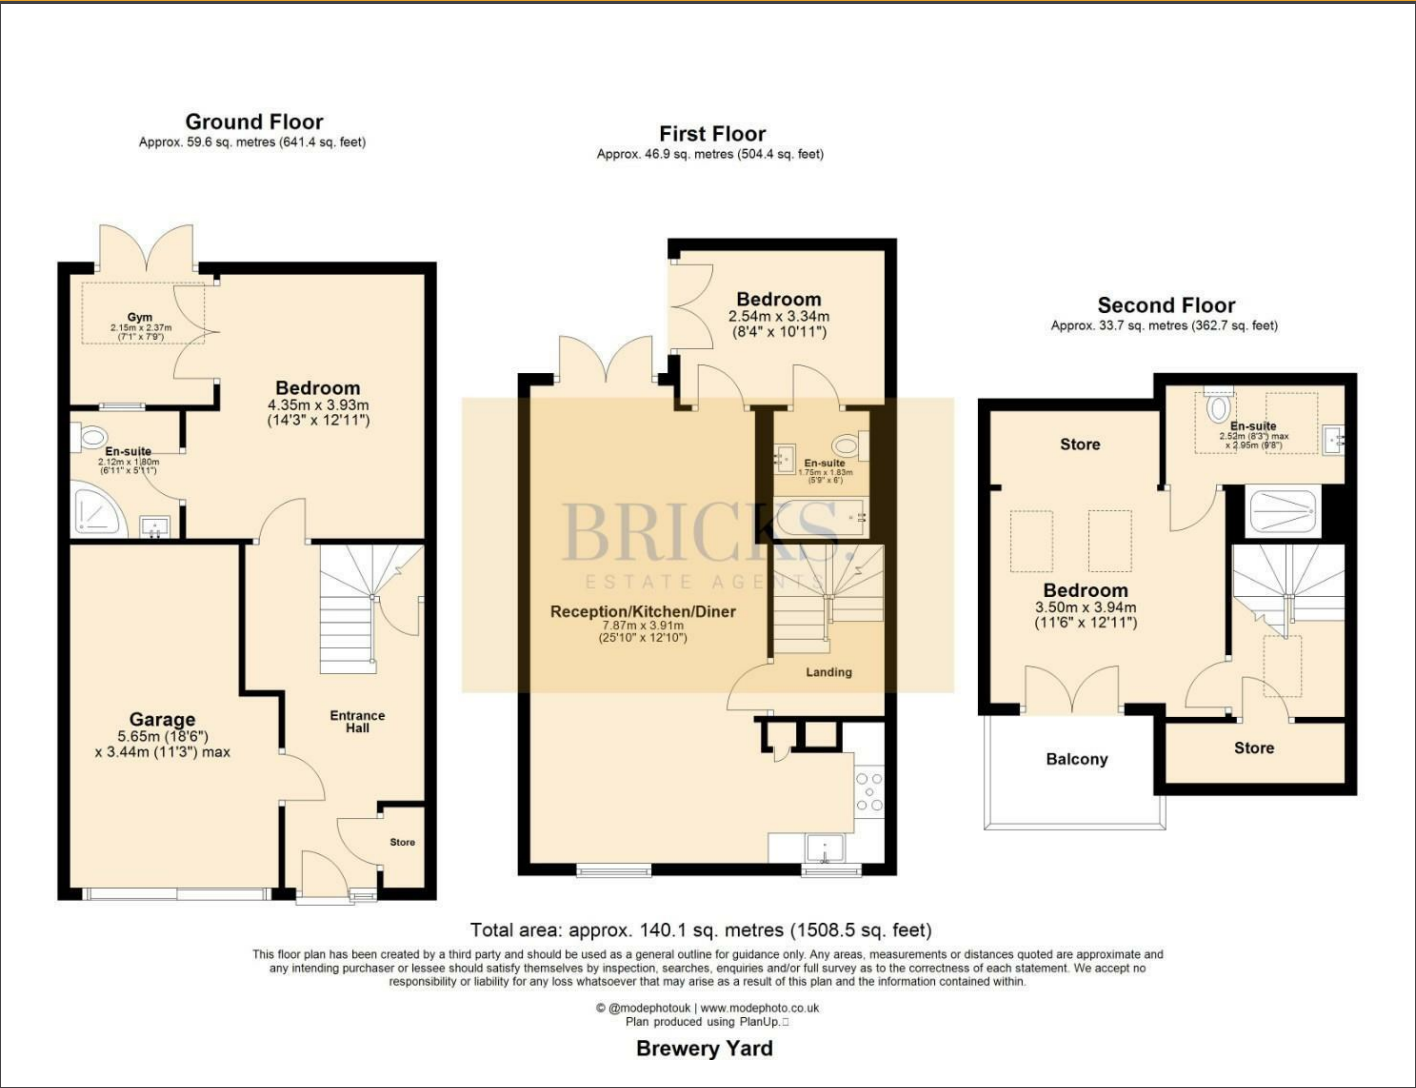 Ground Floor
Approx. 59.6 sq. metres (641.4 sq. feet)
Gym
2.15m x 2.37m
(7'1" x 7'9")
Bedroom
4.35m x 3.93m
(14'3" x 12'11")
En-suite
2.12m x 1.80m
(6'11" x 5'11")
Garage
5.65m (18'6")
x 3.44m (11'3") max
Entrance
Hall
Store
First Floor
Approx. 46.9 sq. metres (504.4 sq. feet)
Bedroom
2.54m x 3.34m
(8'4" x 10'11")
En-suite
1.75m x 1.83m
(5'9" x 6')
BRICKS.
ESTATE AGENTS
Reception/Kitchen/Diner
7.87m x 3.91m
(25'10" x 12'10")
Landing
Second Floor
Approx. 33.7 sq. metres (362.7 sq. feet)
En-suite
2.52m (8'3") max
x 2.95m (9'8")
Store
Bedroom
3.50m x 3.94m
(11'6" x 12'11")
Balcony
Store
Total area: approx. 140.1 sq. metres (1508.5 sq. feet)
This floor plan has been created by a third party and should be used as a general outline for guidance only. Any areas, measurements or distances quoted are approximate and
any intending purchaser or lessee should satisfy themselves by inspection, searches, enquiries and/or full survey as to the correctness of each statement. We accept no
responsibility or liability for any loss whatsoever that may arise as a result of this plan and the information contained within.
© @modephotouk | www.modephoto.co.uk
Plan produced using PlanUp.
Brewery Yard